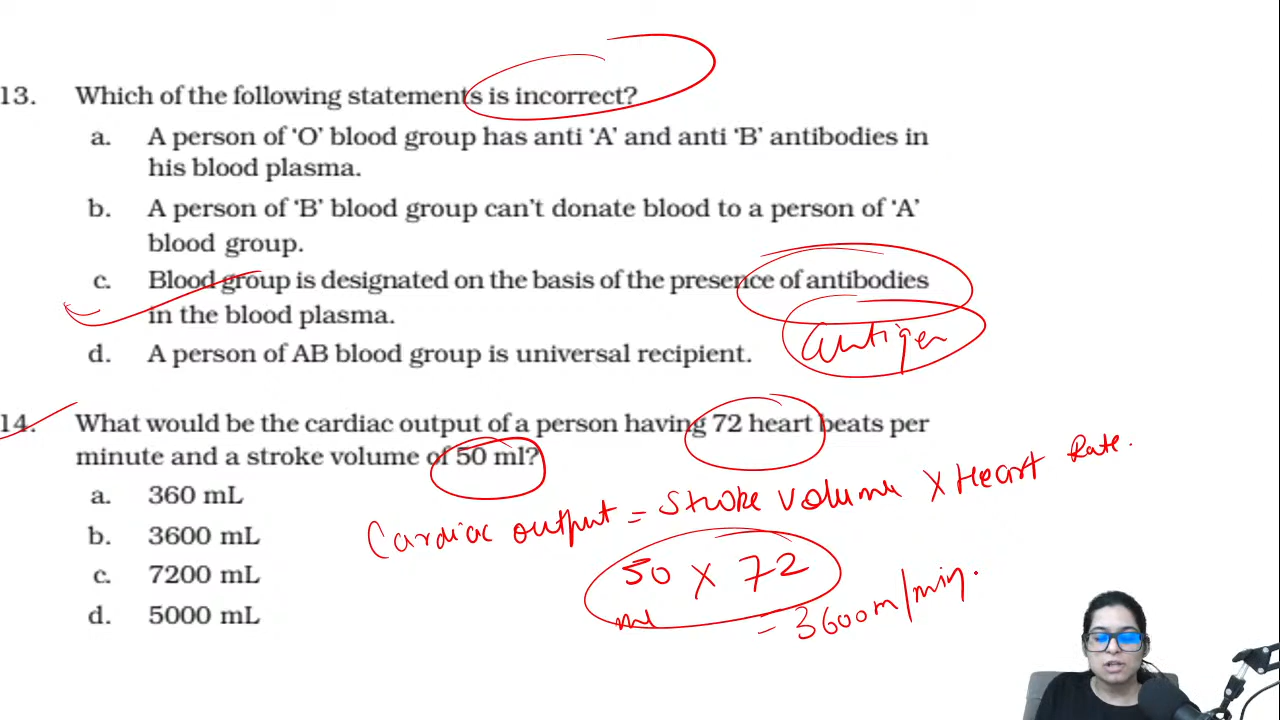 13. Which of the following statements is incorrect?
a. A person of ‘O’ blood group has anti ‘A’ and anti ‘B’ antibodies in
his blood plasma.
b. A person of ‘B’ blood group can’t donate blood to a person of ‘A’
blood group.
c. Blood group is designated on the basis of the presence of antibodies
in the blood plasma.
antigen
d. A person of AB blood group is universal recipient.
14. What would be the cardiac output of a person having 72 heart beats per
minute and a stroke volume of 50 ml?
a. 360 mL
b. 3600 mL
c. 7200 mL
d. 5000 mL
Cardiac output = Stroke volume X Heart Rate.
50 X 72
ml
= 3600m/min.